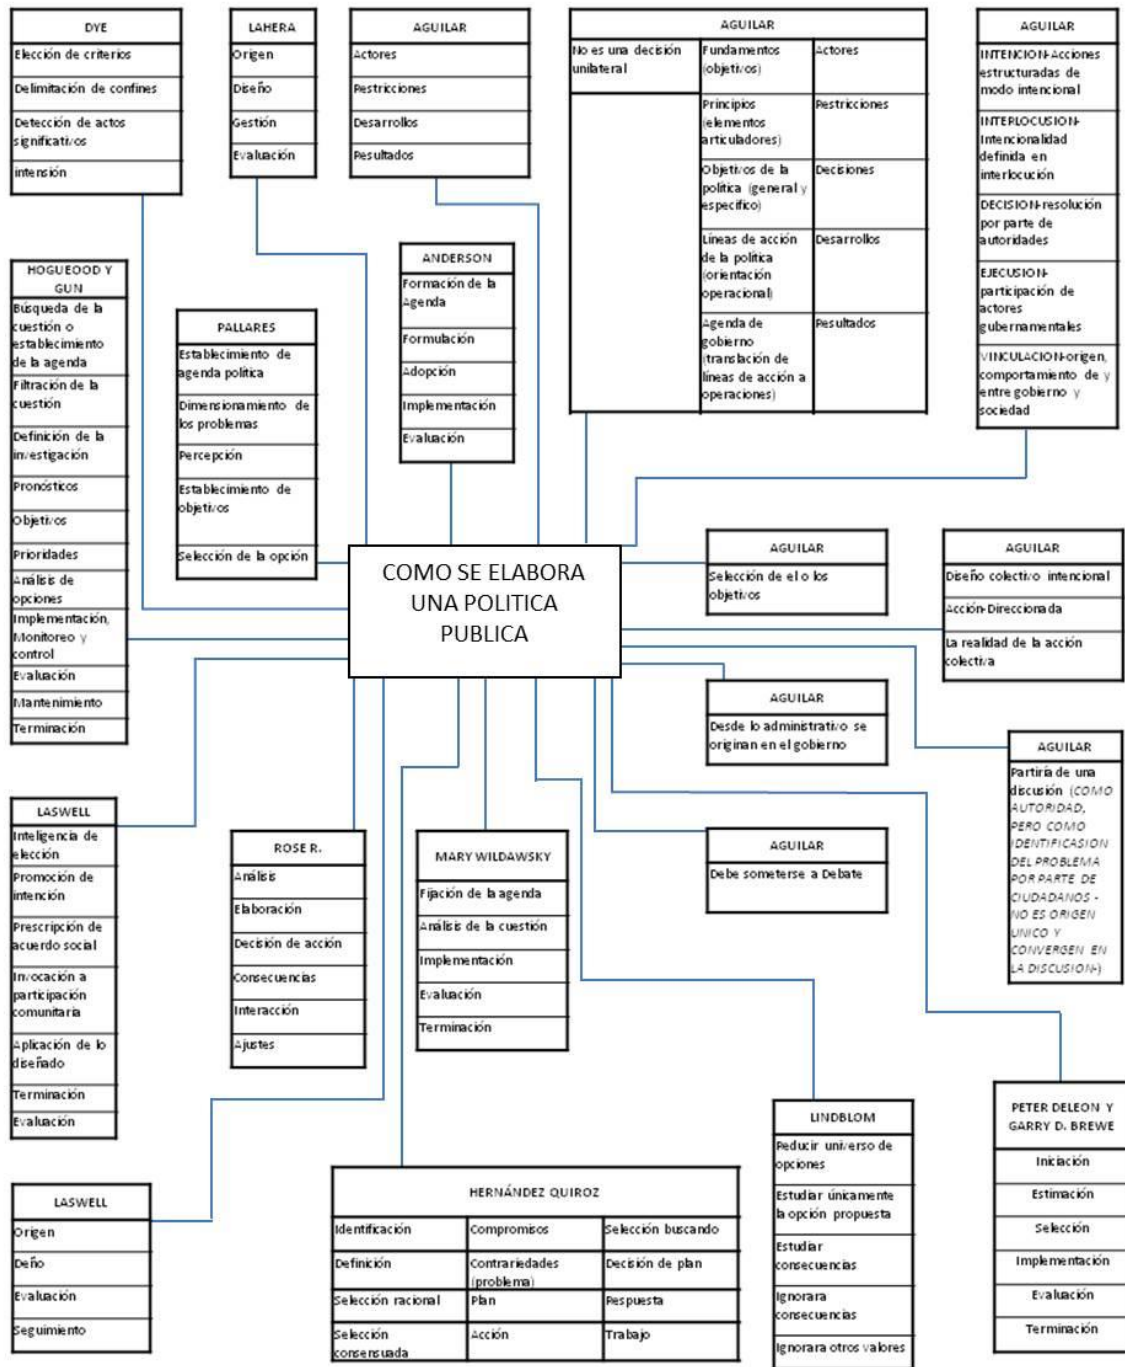 DYE
Elección de criterios
Delimitación de confines
Detección de actos
significativos
intensión
LAHERA
Origen
Diseño
Gestión
Evaluación
AGUILAR
Actores
Restricciones
Desarrollos
Resultados
AGUILAR
No es una decisión
unilateral
Fundamentos
(objetivos)
Actores
Principios
(elementos
articuladores)
Restricciones
Objetivos de la
política (general y
especifico)
Decisiones
Líneas de acción
de la política
(orientación
operacional)
Desarrollos
Agenda de
gobierno
(translación de
líneas de acción a
operaciones)
Resultados
AGUILAR
INTENCION-Acciones
estructuradas de
modo intencional
INTERLOCUSION-
Intencionalidad
definida en
interlocución
DECISION-resolución
por parte de
autoridades
EJECUSION-
participación de
actores
gubernamentales
VINCULACION-origen,
comportamiento de y
entre gobierno y
sociedad
HOGUEOOD Y
GUN
Búsqueda de la
cuestión o
establecimiento
de la agenda
Filtración de la
cuestión
Definición de la
investigación
Pronósticos
Objetivos
Prioridades
Análisis de
opciones
Implementación,
Monitoreo y
control
Evaluación
Mantenimiento
Terminación
PALLARES
Establecimiento de
agenda política
Dimensionamiento de
los problemas
Percepción
Establecimiento de
objetivos
Selección de la opción
ANDERSON
Formación de la
Agenda
Formulación
Adopción
Implementación
Evaluación
COMO SE ELABORA
UNA POLITICA
PUBLICA
AGUILAR
Selección de el o los
objetivos
AGUILAR
Diseño colectivo intencional
Acción-Direccionada
La realidad de la acción
colectiva
AGUILAR
Desde lo administrativo se
originan en el gobierno
AGUILAR
Partiría de una
discusión (COMO
AUTORIDAD,
PERO COMO
IDENTIFICASION
DEL PROBLEMA
POR PARTE DE
CIUDADANOS -
NO ES ORIGEN
UNICO Y
CONVERGEN EN
LA DISCUSION-)
AGUILAR
Debe someterse a Debate
LASWELL
Inteligencia de
elección
Promoción de
intención
Prescripción de
acuerdo social
Invocación a
participación
comunitaria
Aplicación de lo
diseñado
Terminación
Evaluación
ROSE R.
Análisis
Elaboración
Decisión de acción
Consecuencias
Interacción
Ajustes
MARY WILDAWSKY
Fijación de la agenda
Análisis de la cuestión
Implementación
Evaluación
Terminación
LINDBLOM
Reducir universo de
opciones
Estudiar únicamente
la opción propuesta
Estudiar
consecuencias
Ignorara
consecuencias
Ignorara otros valores
PETER DELEON Y
GARRY D. BREWE
Iniciación
Estimación
Selección
Implementación
Evaluación
Terminación
LASWELL
Origen
Deño
Evaluación
Seguimiento
HERNÁNDEZ QUIROZ
Identificación
Compromisos
Selección buscando
Definición
Contrariedades
(problema)
Decisión de plan
Selección racional
Plan
Respuesta
Selección
consensuada
Acción
Trabajo